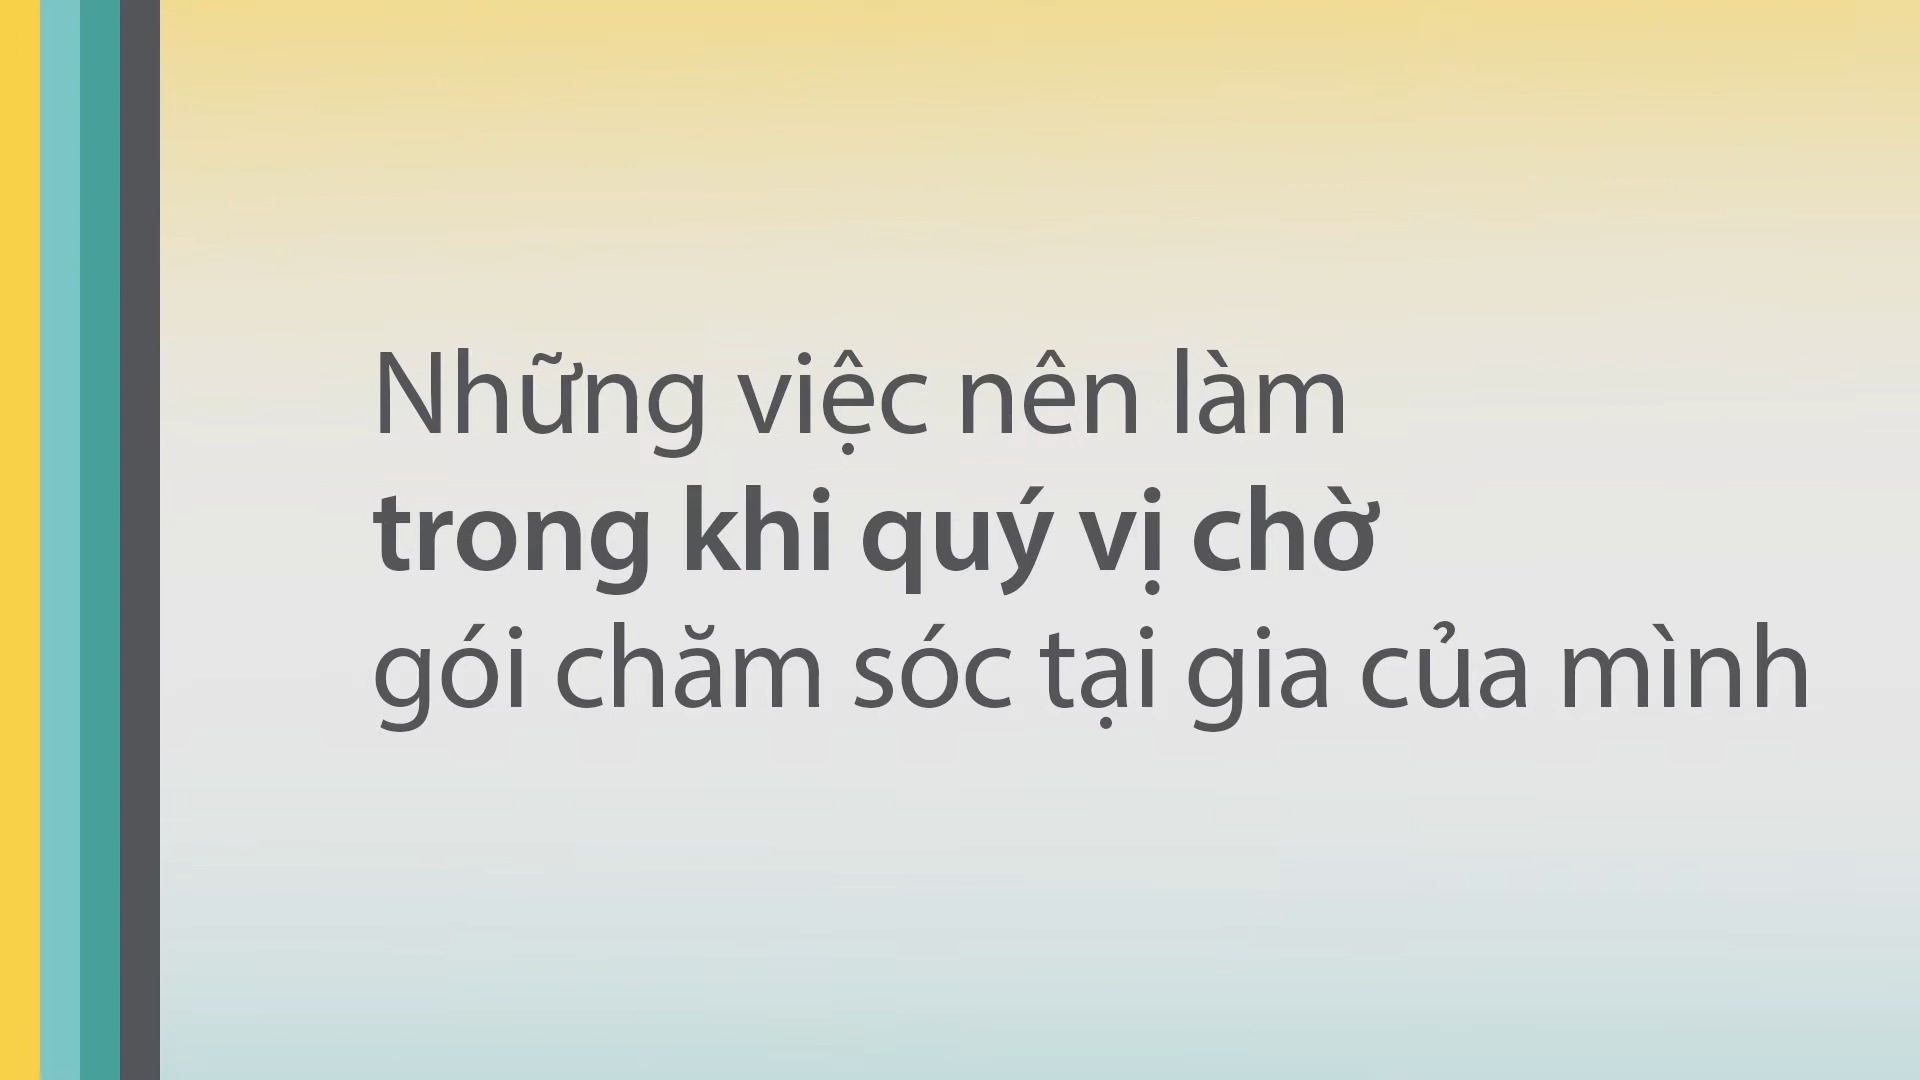 Những việc nên làm
trong khi quý vị chờ
gói chăm sóc tại gia của mình